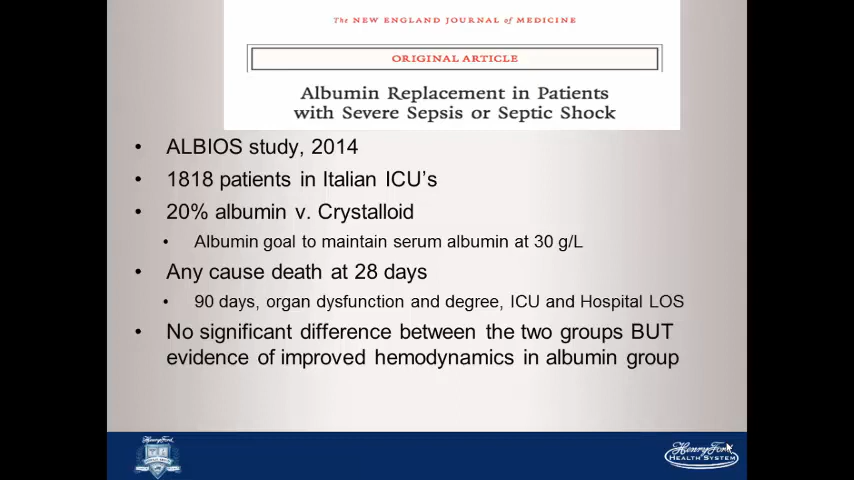 The NEW ENGLAND JOURNAL of MEDICINE
ORIGINAL ARTICLE
Albumin Replacement in Patients
with Severe Sepsis or Septic Shock
• ALBIOS study, 2014
• 1818 patients in Italian ICU's
• 20% albumin v. Crystalloid
• Albumin goal to maintain serum albumin at 30 g/L
• Any cause death at 28 days
• 90 days, organ dysfunction and degree, ICU and Hospital LOS
• No significant difference between the two groups BUT
evidence of improved hemodynamics in albumin group
Henry Ford
Henry Ford
HEALTH SYSTEM